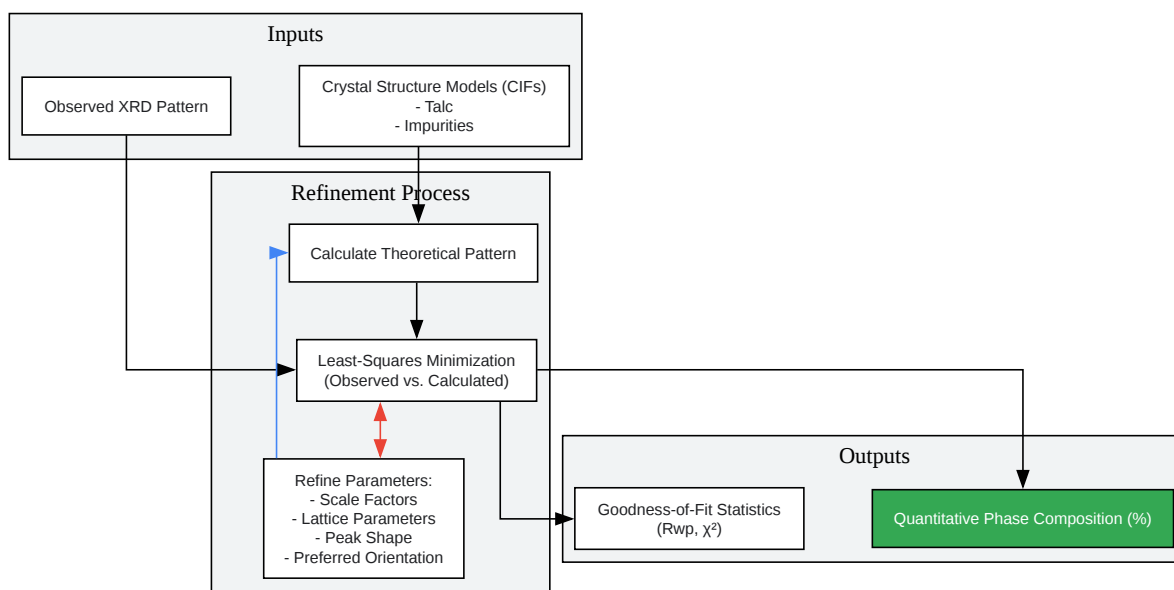 Inputs
Observed XRD Pattern
Crystal Structure Models (CIFs)
- Talc
- Impurities
Refinement Process
Calculate Theoretical Pattern
Least-Squares Minimization
(Observed vs. Calculated)
Refine Parameters:
- Scale Factors
- Lattice Parameters
- Peak Shape
- Preferred Orientation
Outputs
Goodness-of-Fit Statistics
(Rwp, χ²)
Quantitative Phase Composition (%)